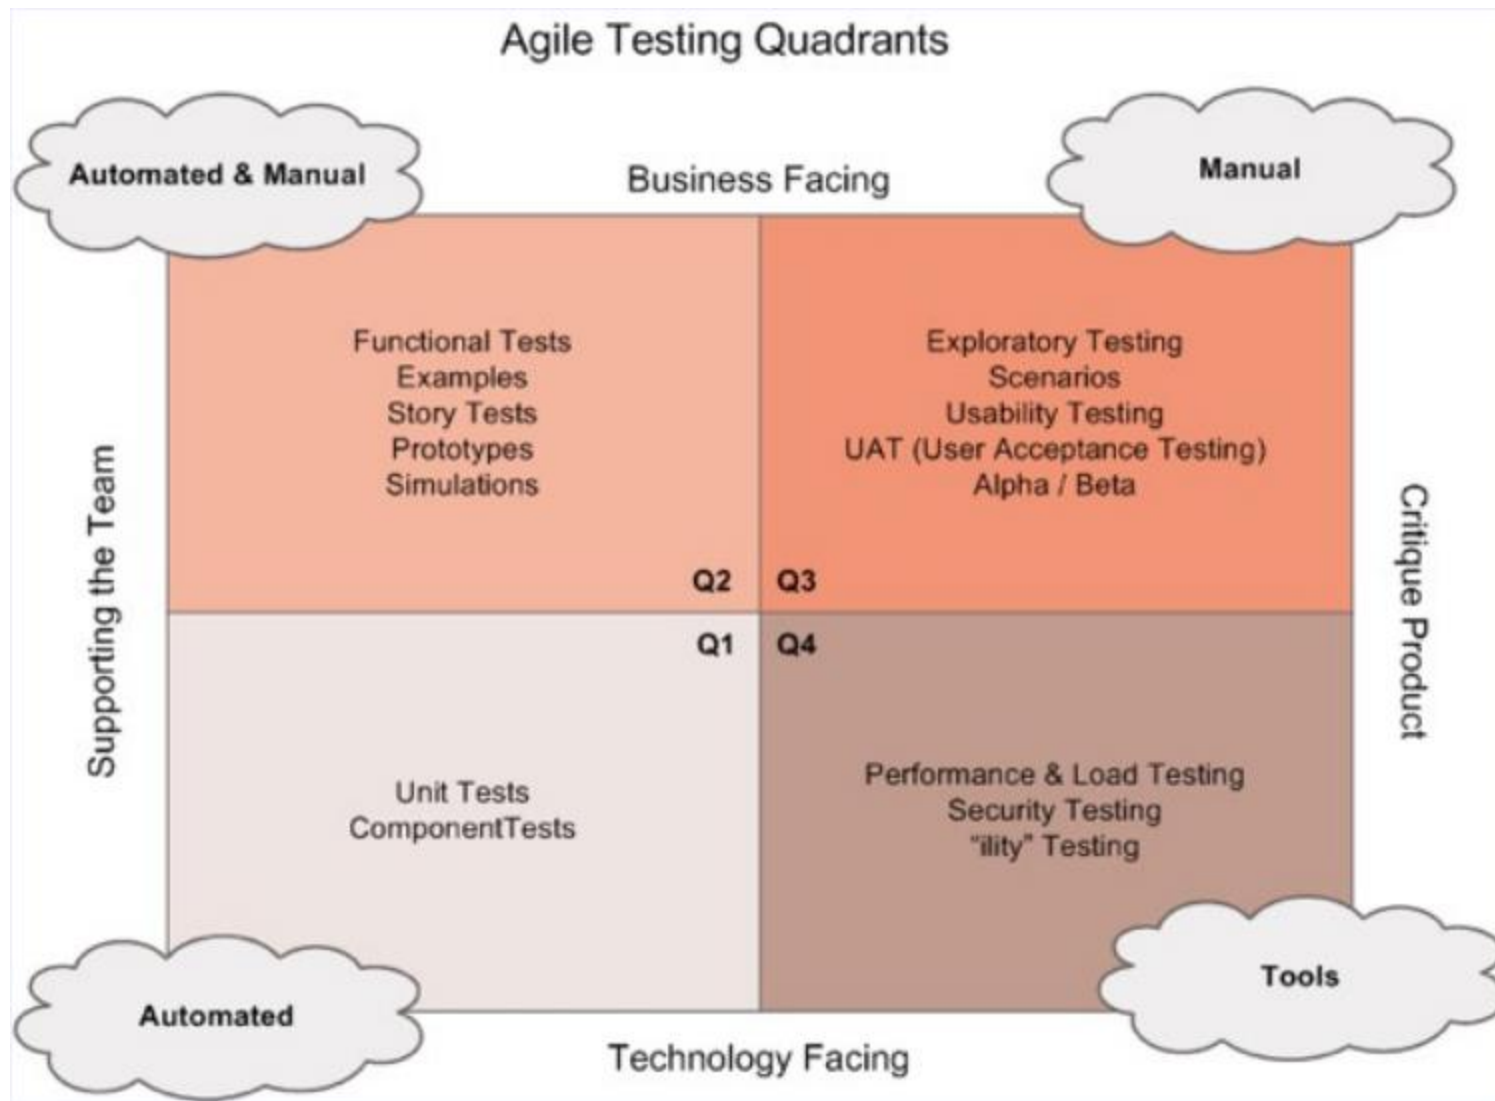 Agile Testing Quadrants
Automated & Manual
Business Facing
Manual
Supporting the Team
Functional Tests
Examples
Story Tests
Prototypes
Simulations
Q2
Exploratory Testing
Scenarios
Usability Testing
UAT (User Acceptance Testing)
Alpha / Beta
Q3
Critique Product
Q1
Unit Tests
ComponentTests
Q4
Performance & Load Testing
Security Testing
“ility” Testing
Automated
Technology Facing
Tools